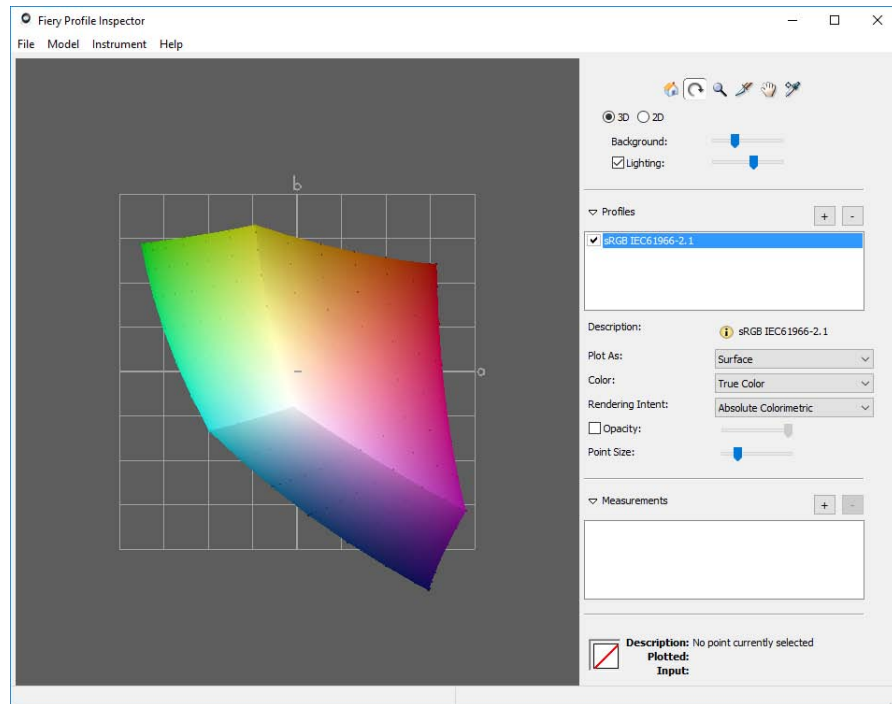 Fiery Profile Inspector
File Model Instrument Help
3D 2D
Background:
Lighting:
Profiles
+ -
sRGB IEC61966-2.1
Description: sRGB IEC61966-2.1
Plot As: Surface
Color: True Color
Rendering Intent: Absolute Colorimetric
Opacity:
Point Size:
Measurements
+ -
Description: No point currently selected
Plotted:
Input:
b
a